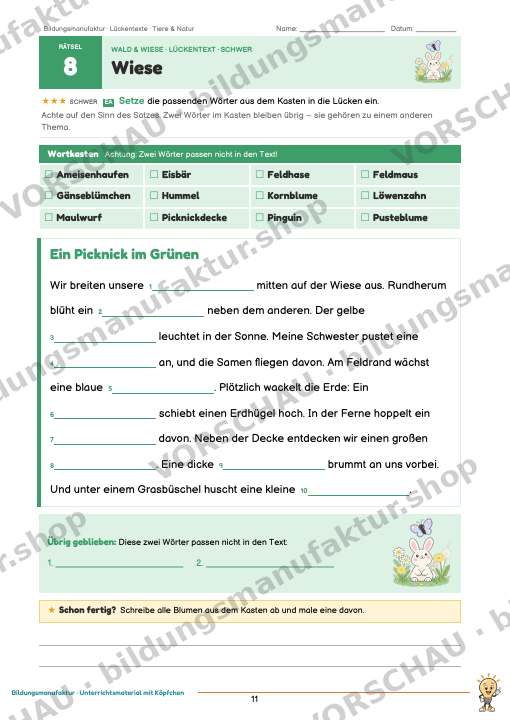 Bildungsmanufaktur · Lückentexte · Tiere & Natur Name: Datum:
RÄTSEL
8
WALD & WIESE · LÜCKENTEXT · SCHWER
Wiese
★★★ SCHWER EA Setze die passenden Wörter aus dem Kasten in die Lücken ein.
Achte auf den Sinn des Satzes. Zwei Wörter im Kasten bleiben übrig – sie gehören zu einem anderen
Thema.
Wortkasten Achtung: Zwei Wörter passen nicht in den Text!
☐ Ameisenhaufen ☐ Eisbär ☐ Feldhase ☐ Feldmaus
☐ Gänseblümchen ☐ Hummel ☐ Kornblume ☐ Löwenzahn
☐ Maulwurf ☐ Picknickdecke ☐ Pinguin ☐ Pusteblume
Ein Picknick im Grünen
Wir breiten unsere 1 mitten auf der Wiese aus. Rundherum
blüht ein 2 neben dem anderen. Der gelbe
3 leuchtet in der Sonne. Meine Schwester pustet eine
4 an, und die Samen fliegen davon. Am Feldrand wächst
eine blaue 5 . Plötzlich wackelt die Erde: Ein
6 schiebt einen Erdhügel hoch. In der Ferne hoppelt ein
7 davon. Neben der Decke entdecken wir einen großen
8 . Eine dicke 9 brummt an uns vorbei.
Und unter einem Grasbüschel huscht eine kleine 10 .
Übrig geblieben: Diese zwei Wörter passen nicht in den Text:
1. 2.
★ Schon fertig? Schreibe alle Blumen aus dem Kasten ab und male eine davon.
Bildungsmanufaktur · Unterrichtsmaterial mit Köpfchen
11
VORSCHAU · bildungsmanufaktur.shop